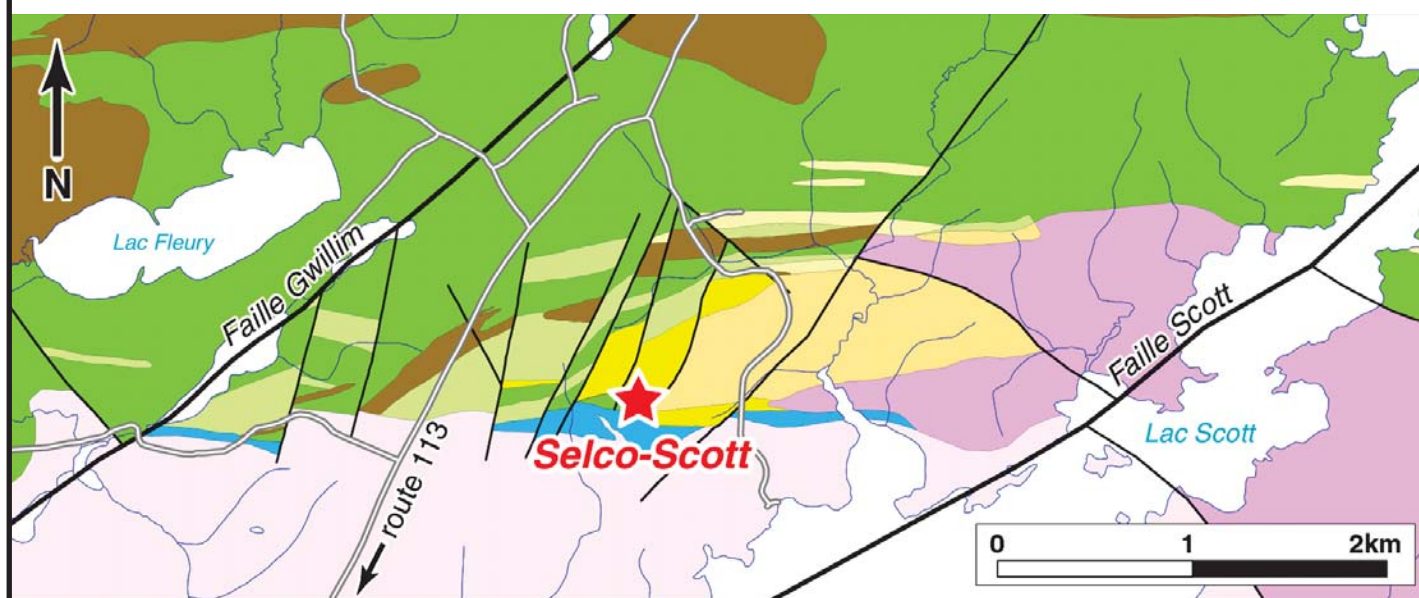 N
Lac Fleury
Faille Gwillim
Faille Scott
Lac Scott
Selco-Scott
route 113
0 1 2km